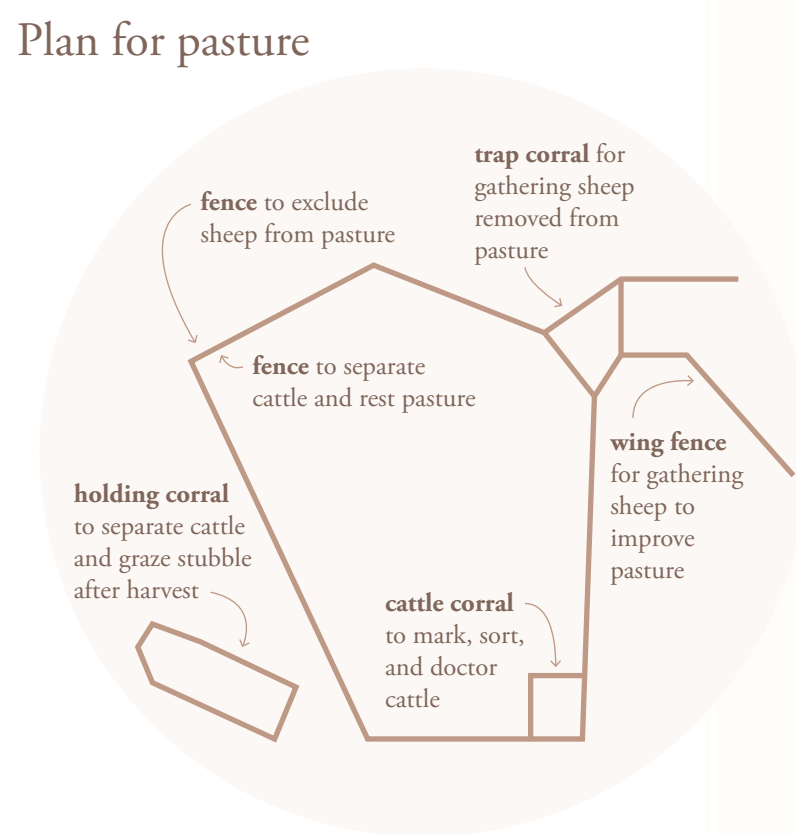 Plan for pasture
trap corral for
gathering sheep
removed from
pasture
fence to exclude
sheep from pasture
fence to separate
cattle and rest pasture
wing fence
for gathering
sheep to
improve
pasture
holding corral
to separate cattle
and graze stubble
after harvest
cattle corral
to mark, sort,
and doctor
cattle